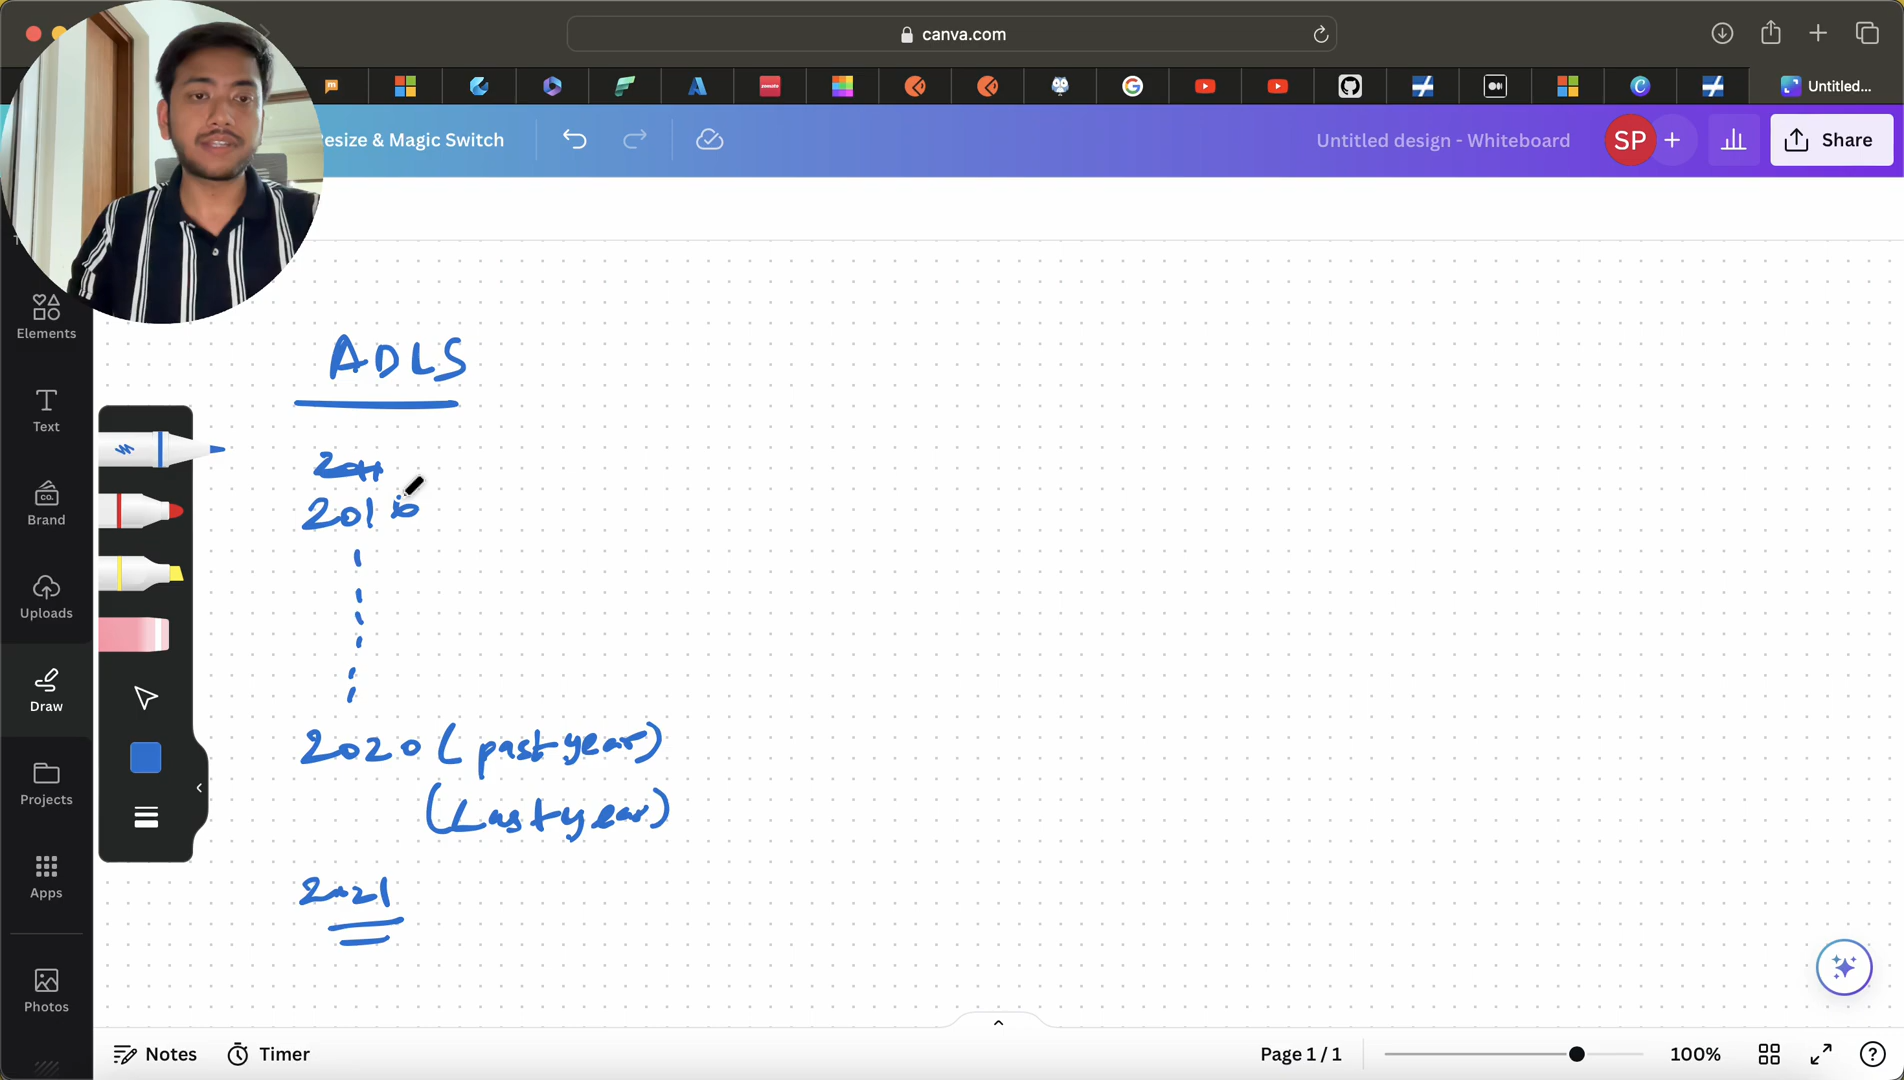 canva.com
Untitled...
esize & Magic Switch
Untitled design - Whiteboard
SP
Share
Elements
Text
CO.
Brand
Uploads
Draw
Projects
Apps
Photos
ADLS
2011
2016
2020 (past year)
(Last year)
2021
Notes
Timer
Page 1 / 1
100%